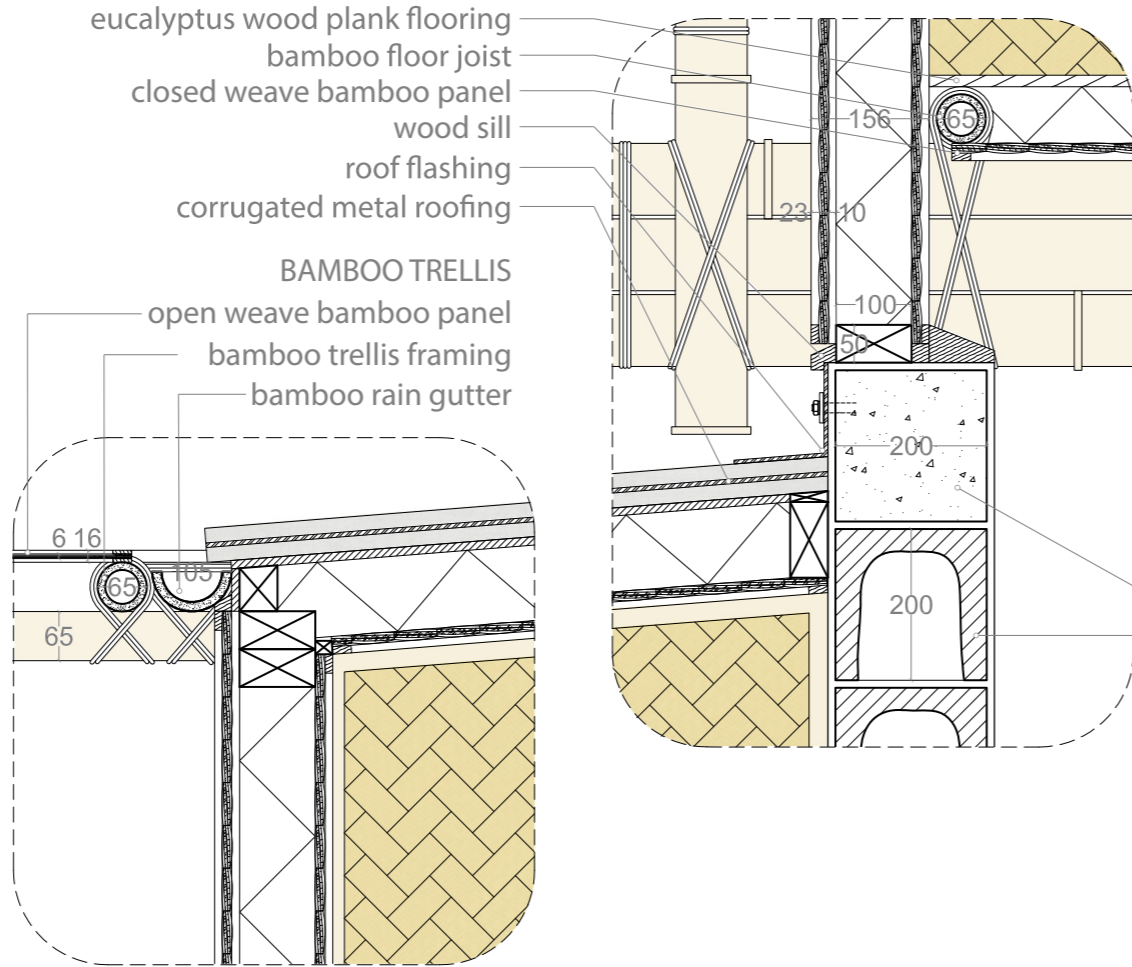 eucalyptus wood plank flooring
bamboo floor joist
closed weave bamboo panel
wood sill
roof flashing
corrugated metal roofing
BAMBOO TRELLIS
open weave bamboo panel
bamboo trellis framing
bamboo rain gutter
6 16
65
105
65
156
65
23
10
100
50
200
200